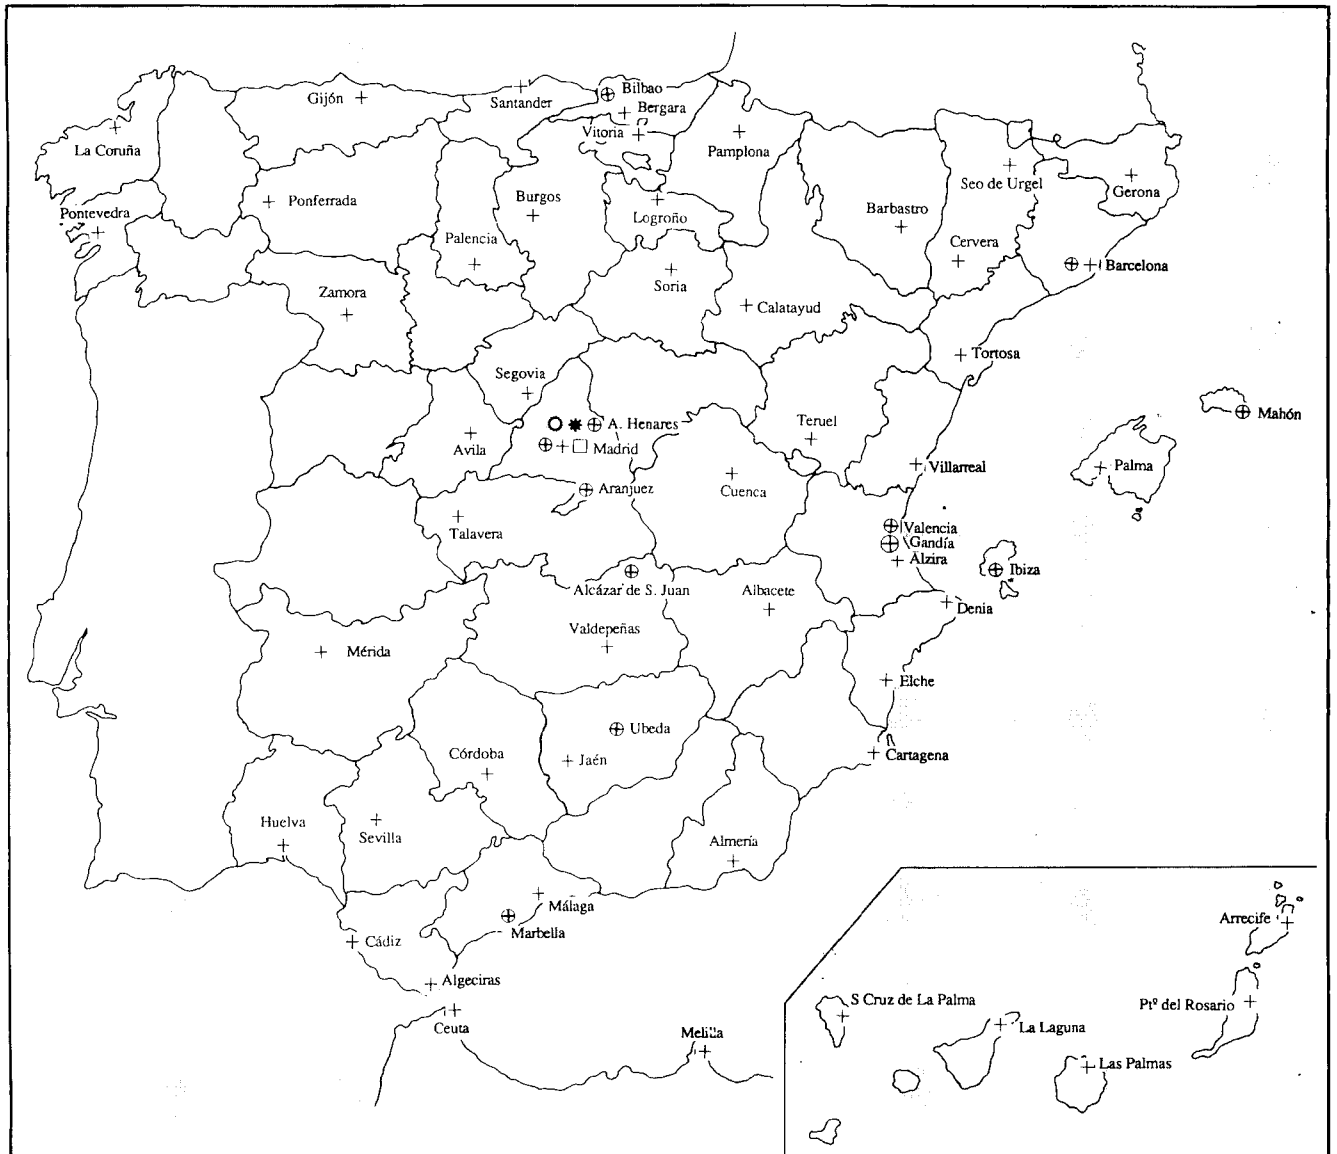 Gijón
Santander
Bilbao
Bergara
Vitoria
La Coruña
Pamplona
Seo de Urgel
Gerona
Pontevedra
Ponferrada
Burgos
Logroño
Barbastro
Palencia
Cervera
Barcelona
Zamora
Soria
Calatayud
Tortosa
Segovia
Mahón
Teruel
A. Henares
Avila
Madrid
Villarreal
Palma
Aranjuez
Cuenca
Talavera
Valencia
Gandía
Alzira
Ibiza
Alcázar de S. Juan
Albacete
Denia
Valdepeñas
Mérida
Elche
Ubeda
Córdoba
Jaén
Cartagena
Huelva
Sevilla
Almería
Málaga
Marbella
Cádiz
Arrecife
Algeciras
S Cruz de La Palma
Ptº del Rosario
Ceuta
La Laguna
Melilla
Las Palmas